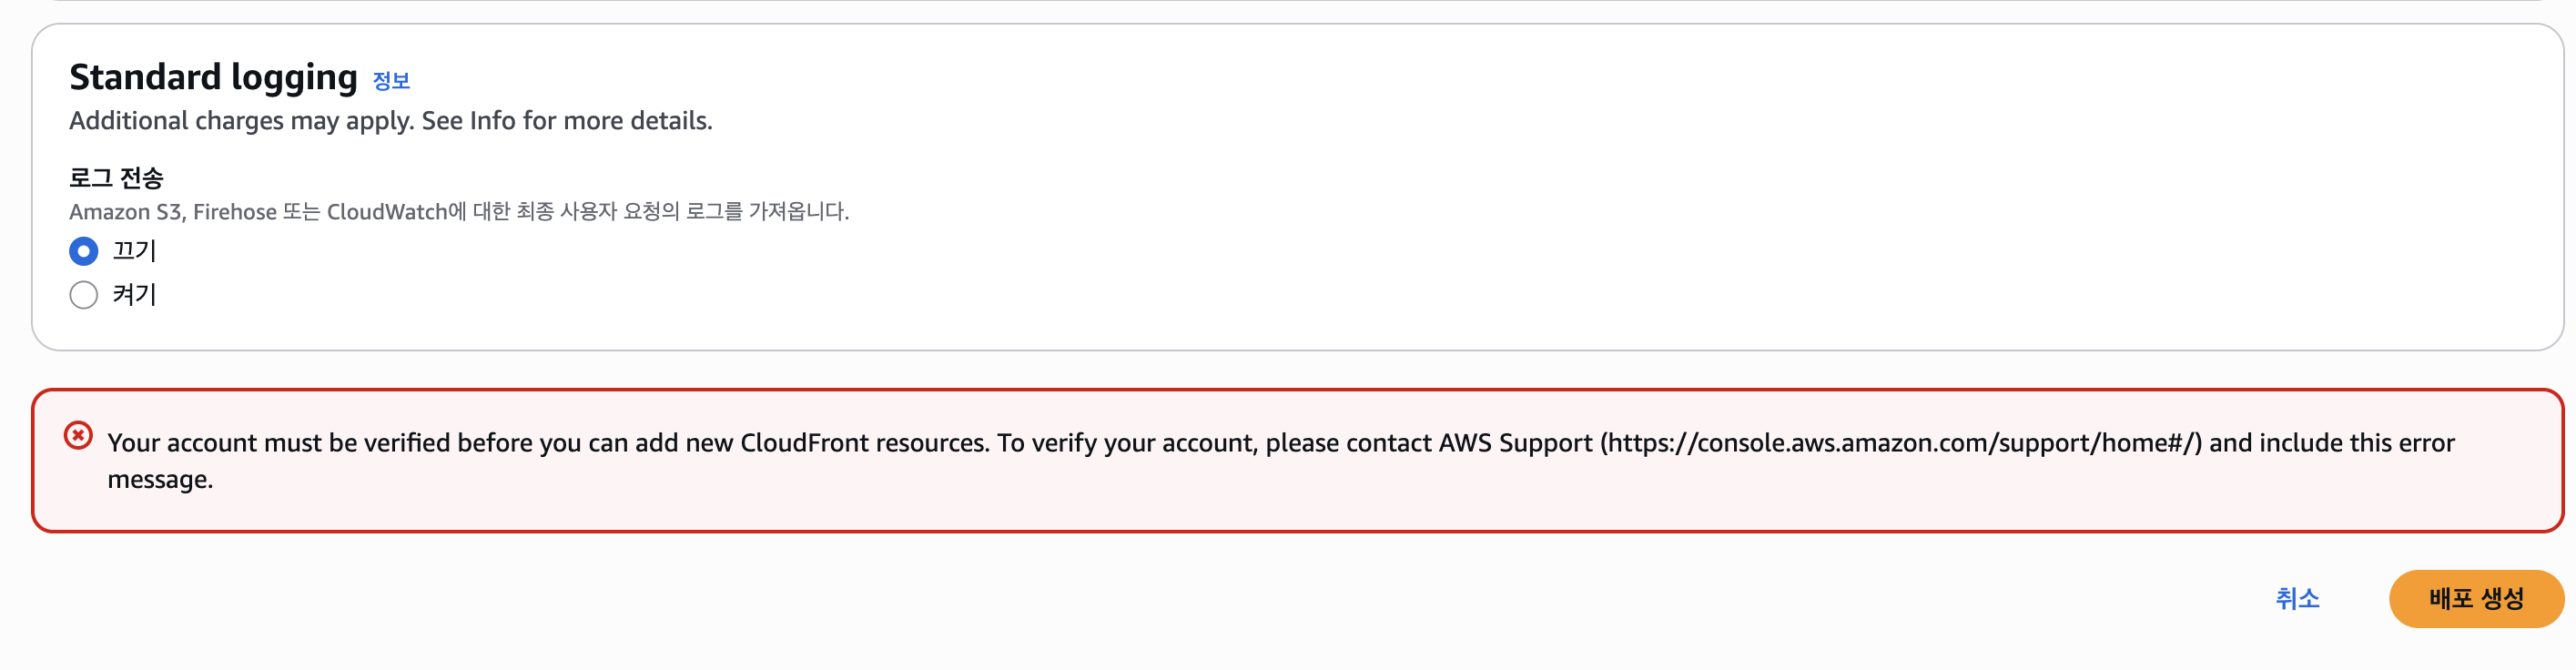 Standard logging 정보
Additional charges may apply. See Info for more details.
로그 전송
Amazon S3, Firehose 또는 CloudWatch에 대한 최종 사용자 요청의 로그를 가져옵니다.
끄기
켜기
Your account must be verified before you can add new CloudFront resources. To verify your account, please contact AWS Support (https://console.aws.amazon.com/support/home#/) and include this error
message.
취소 배포 생성